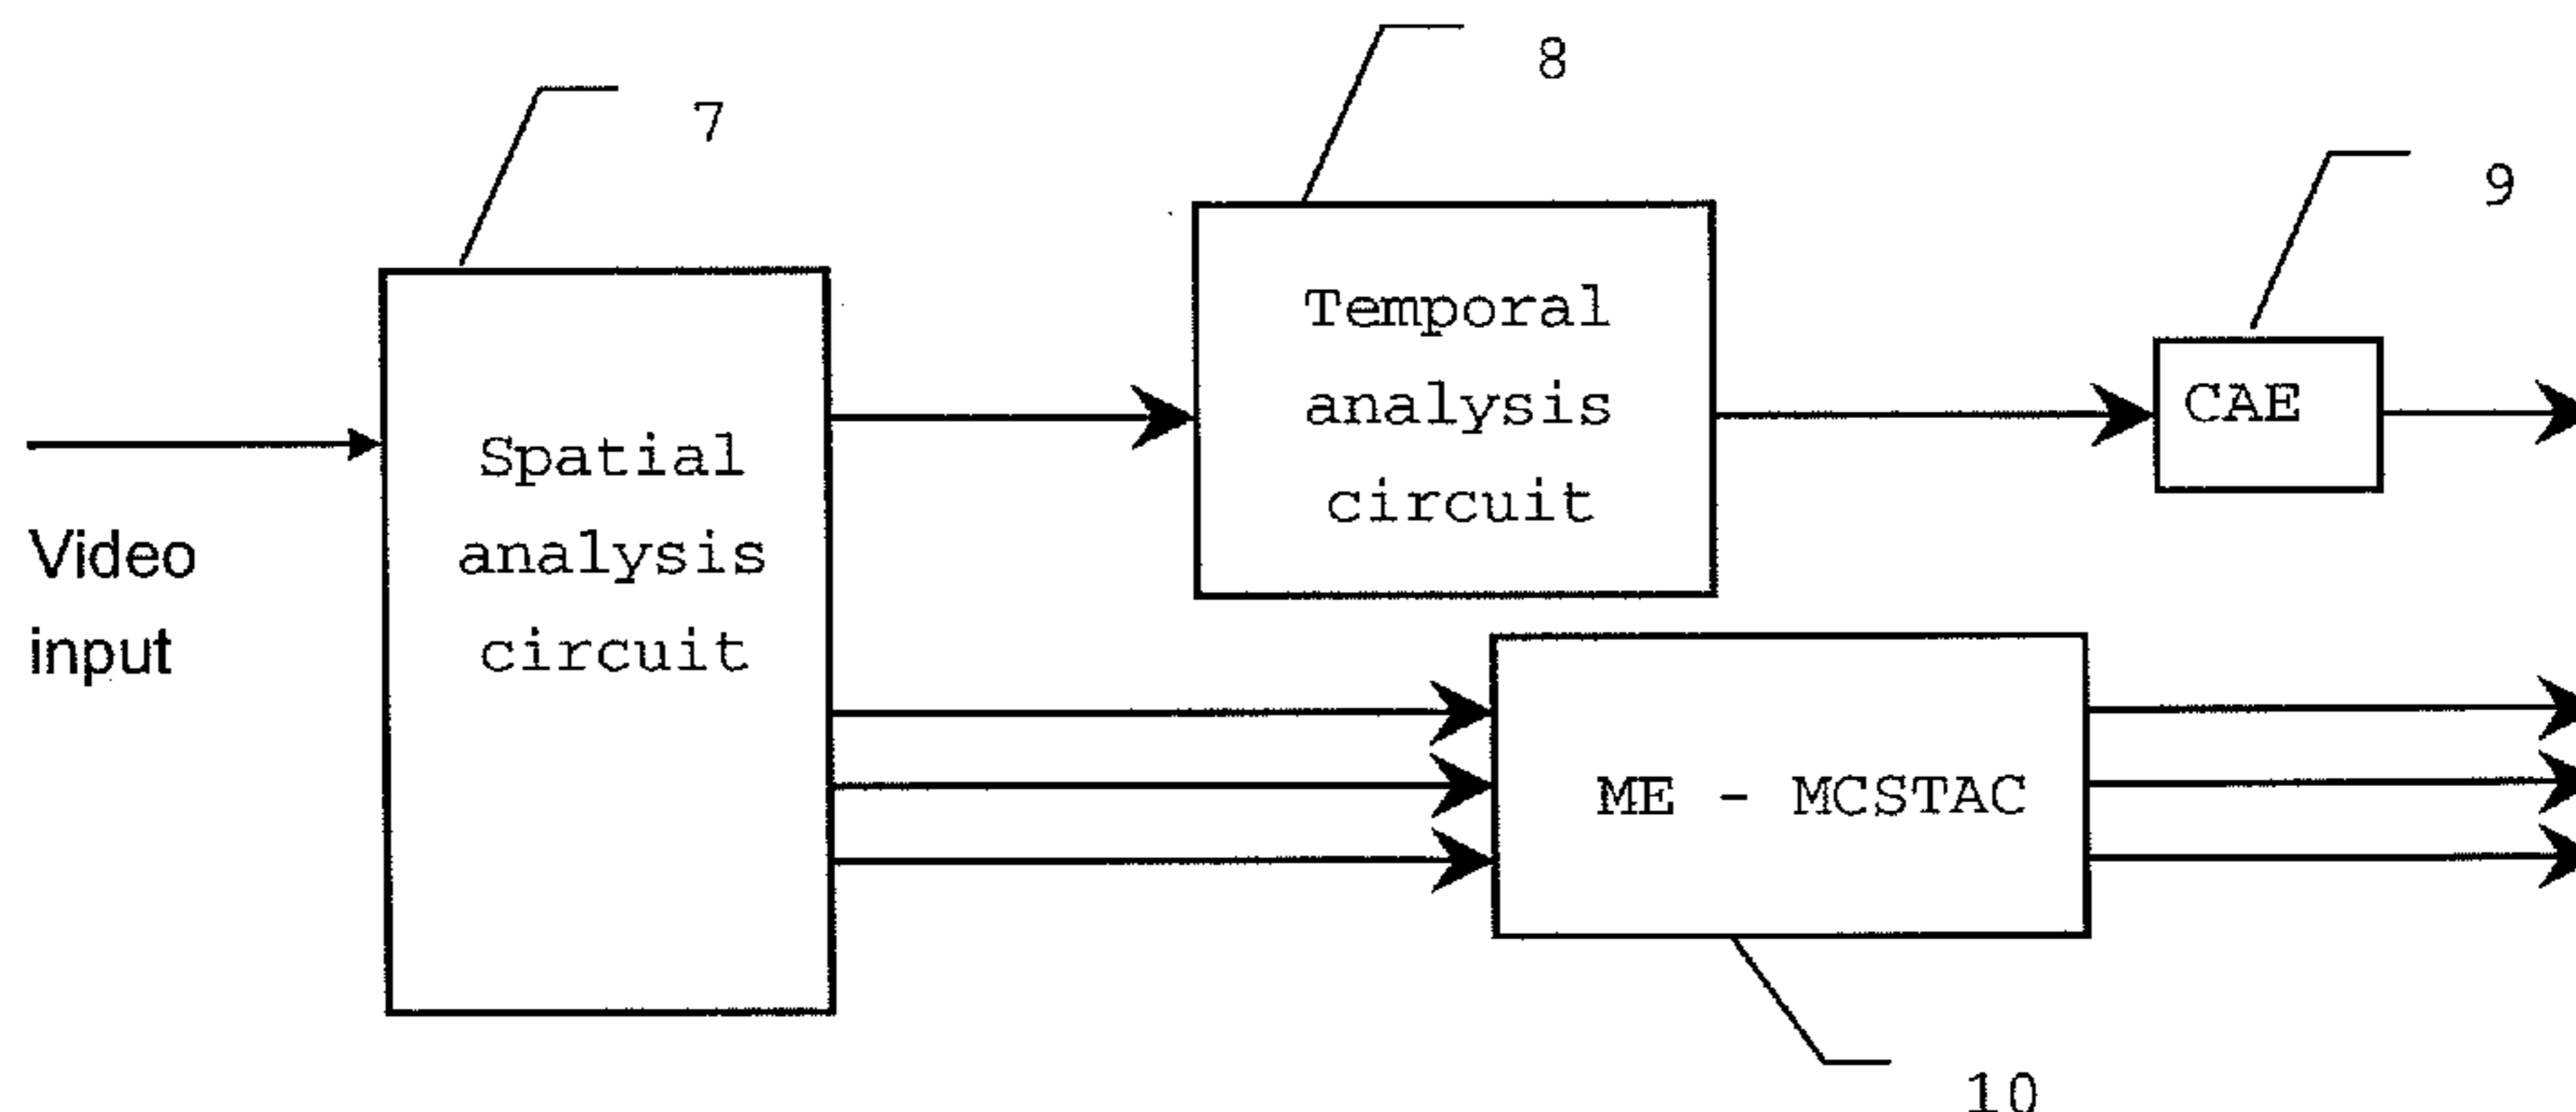 8
7
9
Temporal
analysis
circuit
CAE
Spatial
analysis
circuit
Video
input
ME - MCSTAC
10